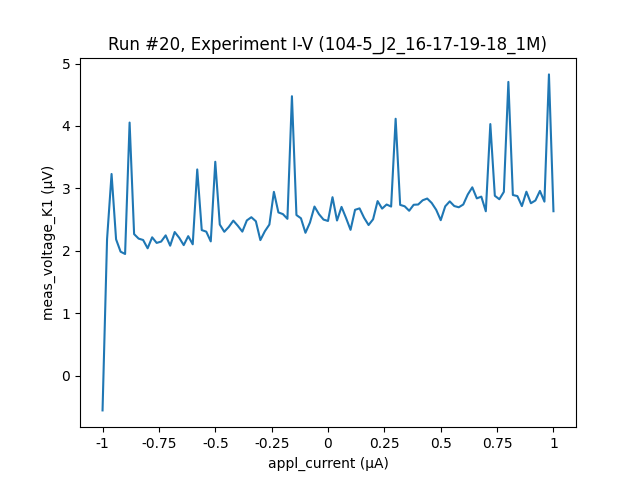 Run #20, Experiment I-V (104-5_J2_16-17-19-18_1M)
meas_voltage_K1 (µV)
5
4
3
2
1
0
-1 -0.75 -0.5 -0.25 0 0.25 0.5 0.75 1
appl_current (µA)